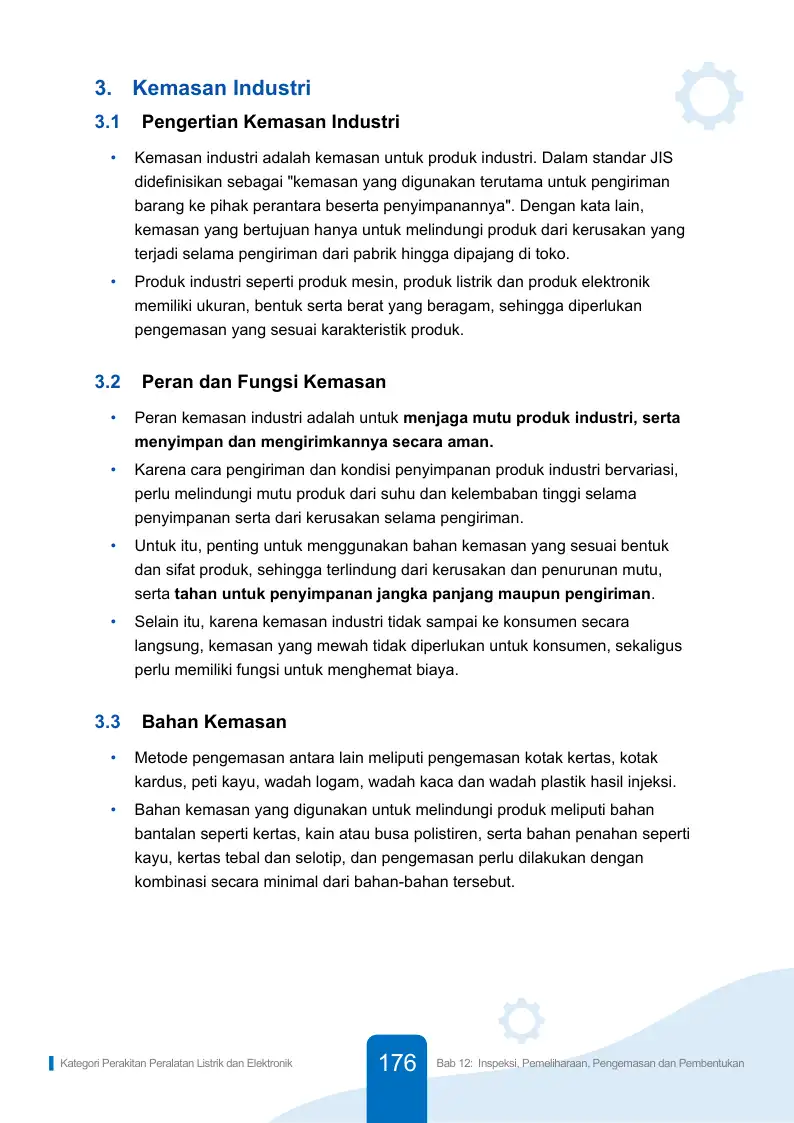 3. Kemasan Industri
3.1 Pengertian Kemasan Industri
• Kemasan industri adalah kemasan untuk produk industri. Dalam standar JIS
didefinisikan sebagai "kemasan yang digunakan terutama untuk pengiriman
barang ke pihak perantara beserta penyimpanannya". Dengan kata lain,
kemasan yang bertujuan hanya untuk melindungi produk dari kerusakan yang
terjadi selama pengiriman dari pabrik hingga dipajang di toko.
• Produk industri seperti produk mesin, produk listrik dan produk elektronik
memiliki ukuran, bentuk serta berat yang beragam, sehingga diperlukan
pengemasan yang sesuai karakteristik produk.
3.2 Peran dan Fungsi Kemasan
• Peran kemasan industri adalah untuk menjaga mutu produk industri, serta
menyimpan dan mengirimkannya secara aman.
• Karena cara pengiriman dan kondisi penyimpanan produk industri bervariasi,
perlu melindungi mutu produk dari suhu dan kelembaban tinggi selama
penyimpanan serta dari kerusakan selama pengiriman.
• Untuk itu, penting untuk menggunakan bahan kemasan yang sesuai bentuk
dan sifat produk, sehingga terlindung dari kerusakan dan penurunan mutu,
serta tahan untuk penyimpanan jangka panjang maupun pengiriman.
• Selain itu, karena kemasan industri tidak sampai ke konsumen secara
langsung, kemasan yang mewah tidak diperlukan untuk konsumen, sekaligus
perlu memiliki fungsi untuk menghemat biaya.
3.3 Bahan Kemasan
• Metode pengemasan antara lain meliputi pengemasan kotak kertas, kotak
kardus, peti kayu, wadah logam, wadah kaca dan wadah plastik hasil injeksi.
• Bahan kemasan yang digunakan untuk melindungi produk meliputi bahan
bantalan seperti kertas, kain atau busa polistiren, serta bahan penahan seperti
kayu, kertas tebal dan selotip, dan pengemasan perlu dilakukan dengan
kombinasi secara minimal dari bahan-bahan tersebut.
Kategori Perakitan Peralatan Listrik dan Elektronik
176
Bab 12: Inspeksi, Pemeliharaan, Pengemasan dan Pembentukan